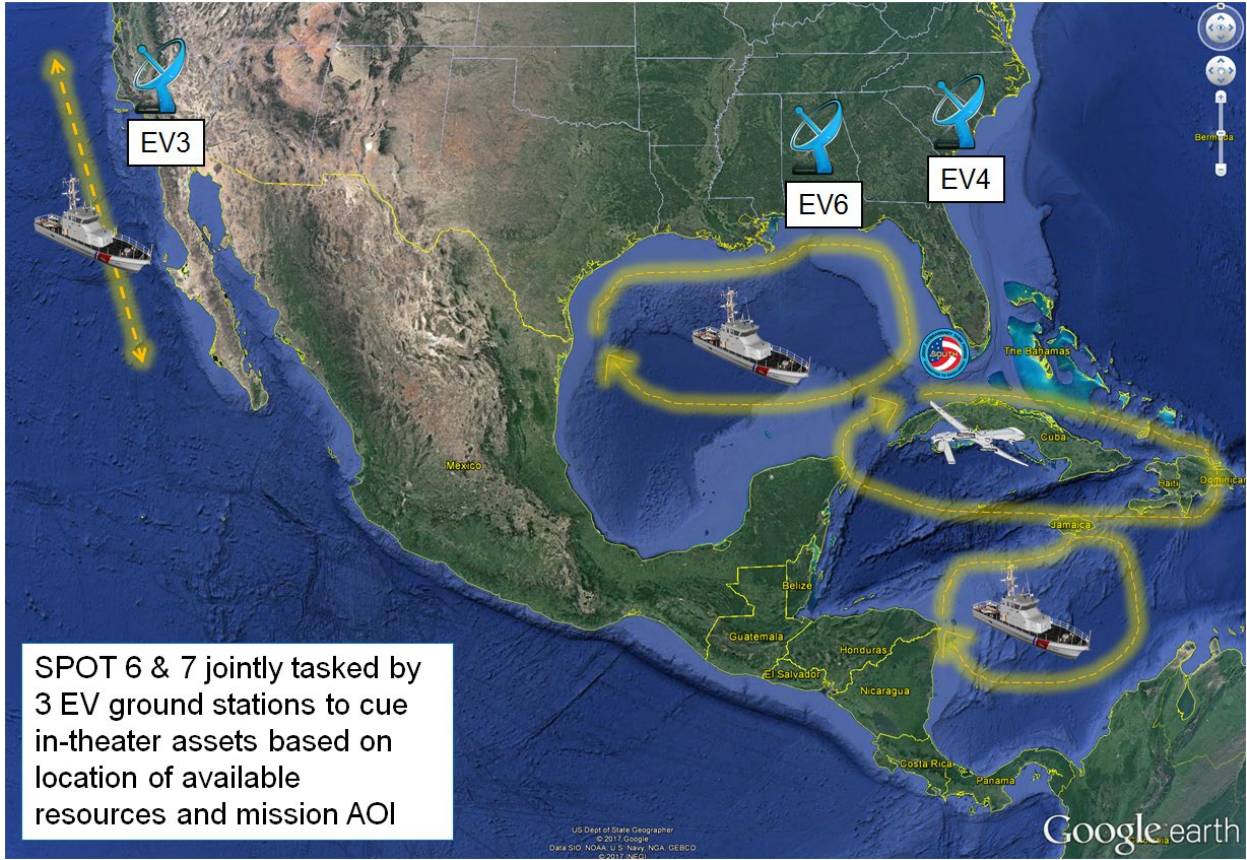 EV3
EV6
EV4
Bermuda
SOUTH
The Bahamas
Cuba
Mexico
Haiti
Dominican
Jamaica
Belize
Guatemala
Honduras
El Salvador
Nicaragua
Costa Rica
Panama
SPOT 6 & 7 jointly tasked by
3 EV ground stations to cue
in-theater assets based on
location of available
resources and mission AOI
US Dept of State Geographer
© 2017 Google
Data SIO, NOAA, U.S. Navy, NGA, GEBCO
© 2017 INEGI
Google earth